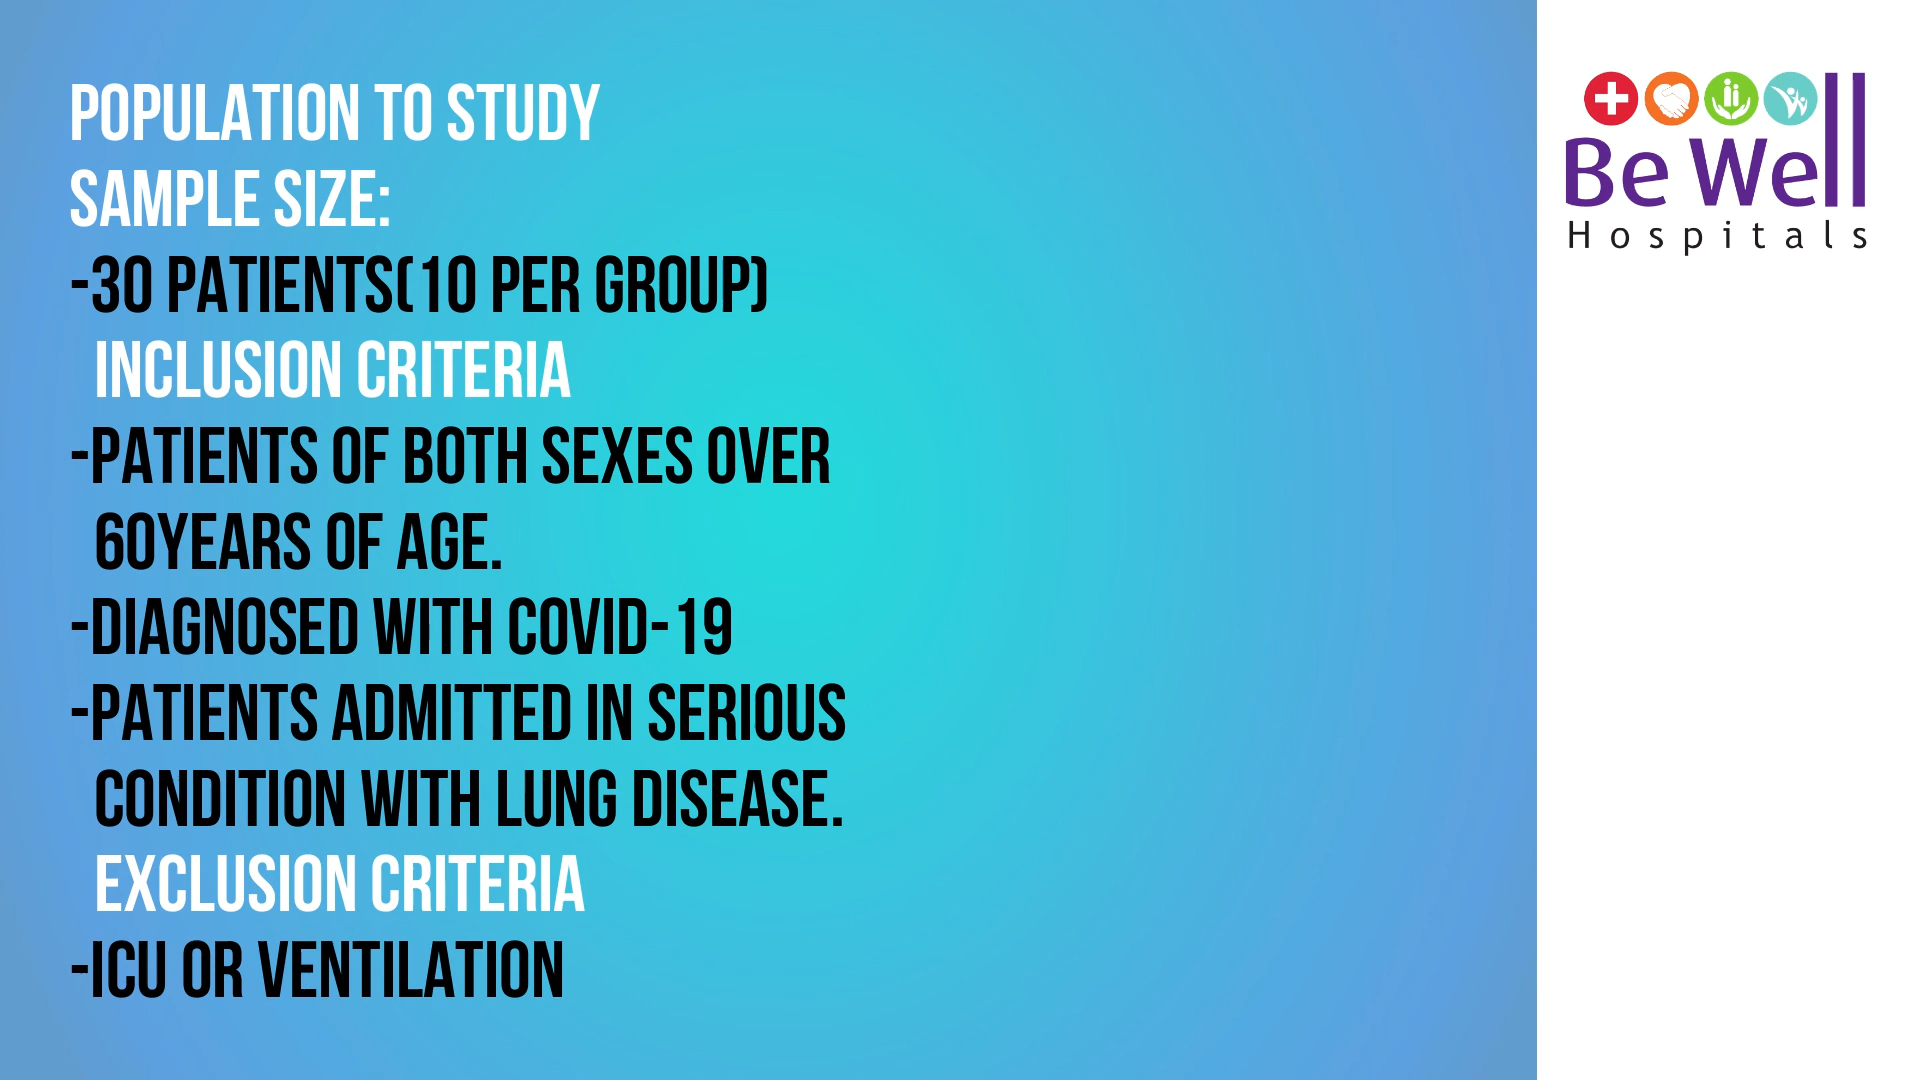 POPULATION TO STUDY
SAMPLE SIZE:
-30 PATIENTS(10 PER GROUP)
INCLUSION CRITERIA
-PATIENTS OF BOTH SEXES OVER
60YEARS OF AGE.
-DIAGNOSED WITH COVID-19
-PATIENTS ADMITTED IN SERIOUS
CONDITION WITH LUNG DISEASE.
EXCLUSION CRITERIA
-ICU OR VENTILATION
Be Well
Hospitals